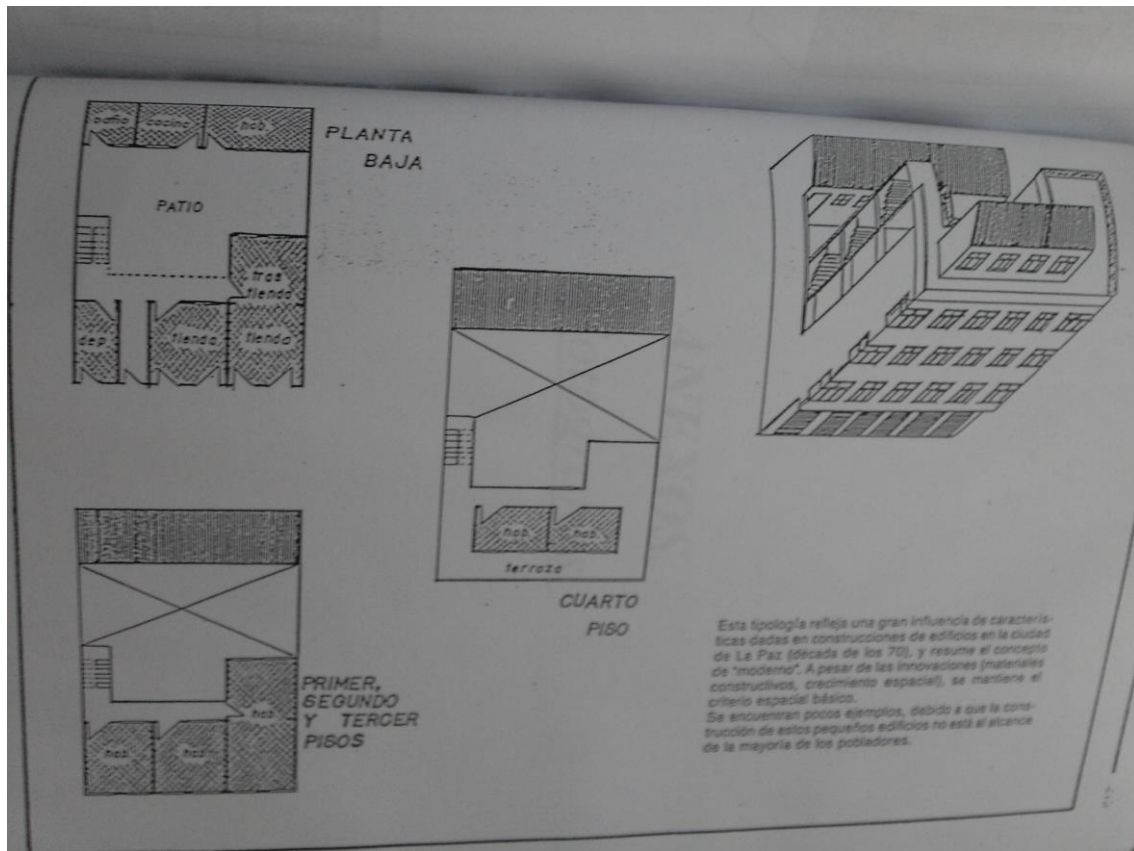 PLANTA
BAJA
baño
cocina
hab.
PATIO
tras
tienda
dep.
tienda
tienda
hab.
hab.
terraza
CUARTO
PISO
PRIMER,
SEGUNDO
Y TERCER
PISOS
hab.
hab.
hab.
Esta tipología refleja una gran influencia de caracterís-
ticas dadas en construcciones de edificios en la ciudad
de La Paz (década de los 70), y resume el concepto
de "moderno". A pesar de las innovaciones (materiales
constructivos, crecimiento espacial), se mantiene el
criterio espacial básico.
Se encuentran pocos ejemplos, debido a que la cons-
trucción de estos pequeños edificios no está al alcance
de la mayoría de los pobladores.